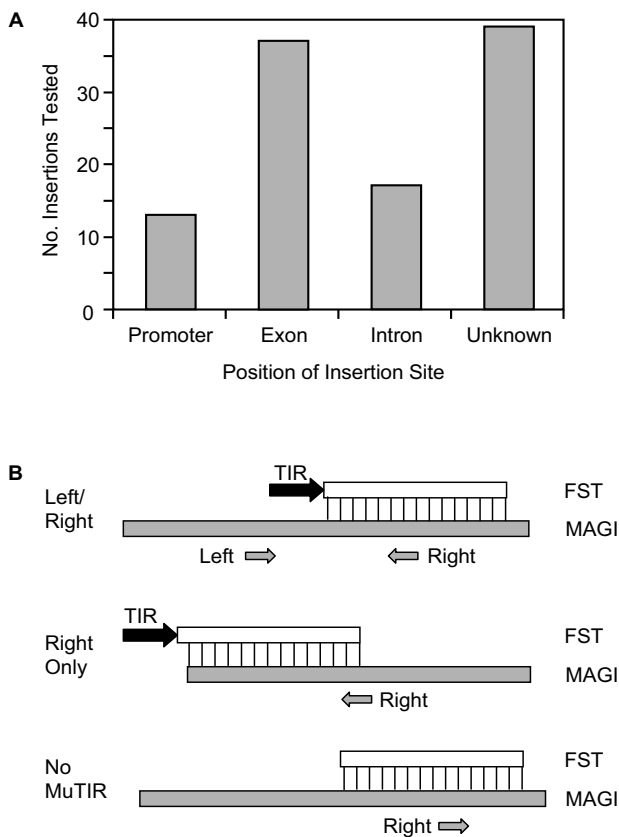 A
No. Insertions Tested
40
30
20
10
0
Promoter Exon Intron Unknown
Position of Insertion Site
B
Left/
Right
TIR
FST
MAGI
Left Right
Right
Only
TIR
FST
MAGI
Right
No
MuTIR
FST
MAGI
Right